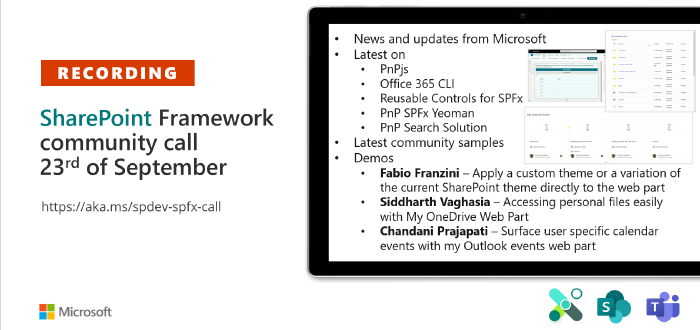 RECORDING
SharePoint Framework
community call
23rd of September
https://aka.ms/spdev-spfx-call
Microsoft
• News and updates from Microsoft
• Latest on
• PnPjs
• Office 365 CLI
• Reusable Controls for SPFx
• PnP SPFx Yeoman
• PnP Search Solution
• Latest community samples
• Demos
• Fabio Franzini – Apply a custom theme or a variation
of the current SharePoint theme directly to the web part
• Siddharth Vaghasia – Accessing personal files easily
with My OneDrive Web Part
• Chandani Prajapati – Surface user specific calendar
events with my Outlook events web part
S
T